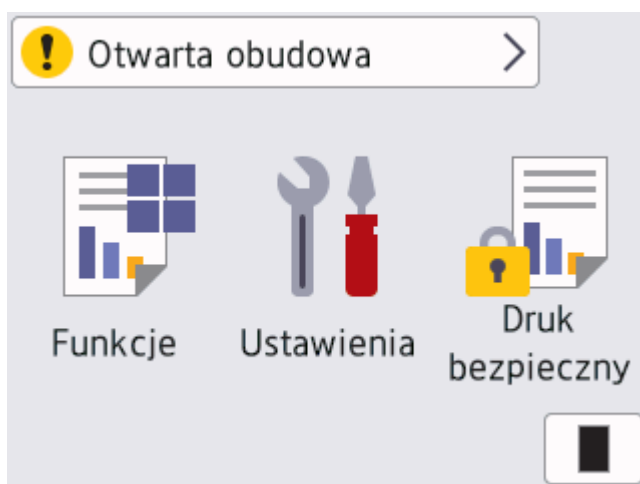 Otwarta obudowa
Funkcje
Ustawienia
Druk
bezpieczny